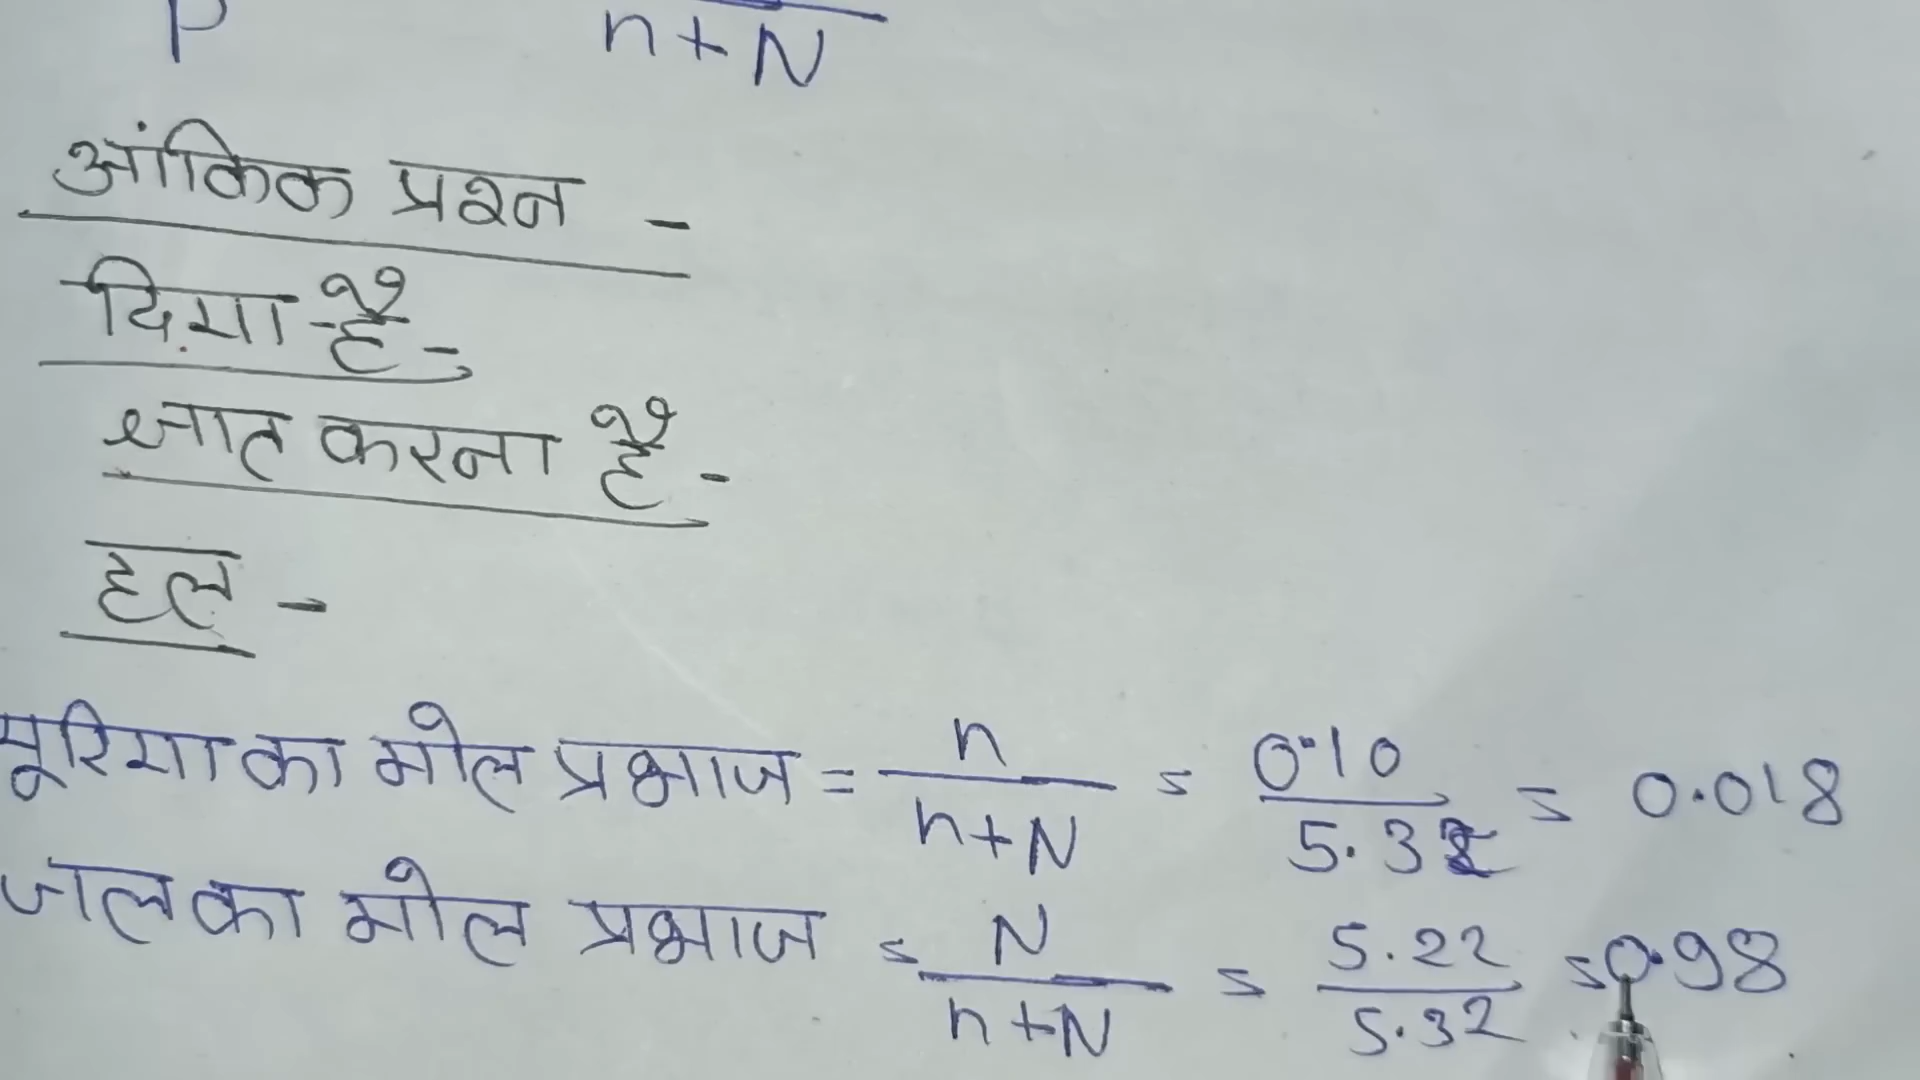 P n+N
आंकिक प्रश्न -
दिया है -
ज्ञात करना है -
हल -
यूरिया का मोल प्रभाज = n/n+N = 0.10/5.32 = 0.018
जल का मोल प्रभाज = N/n+N = 5.22/5.32 = 0.98